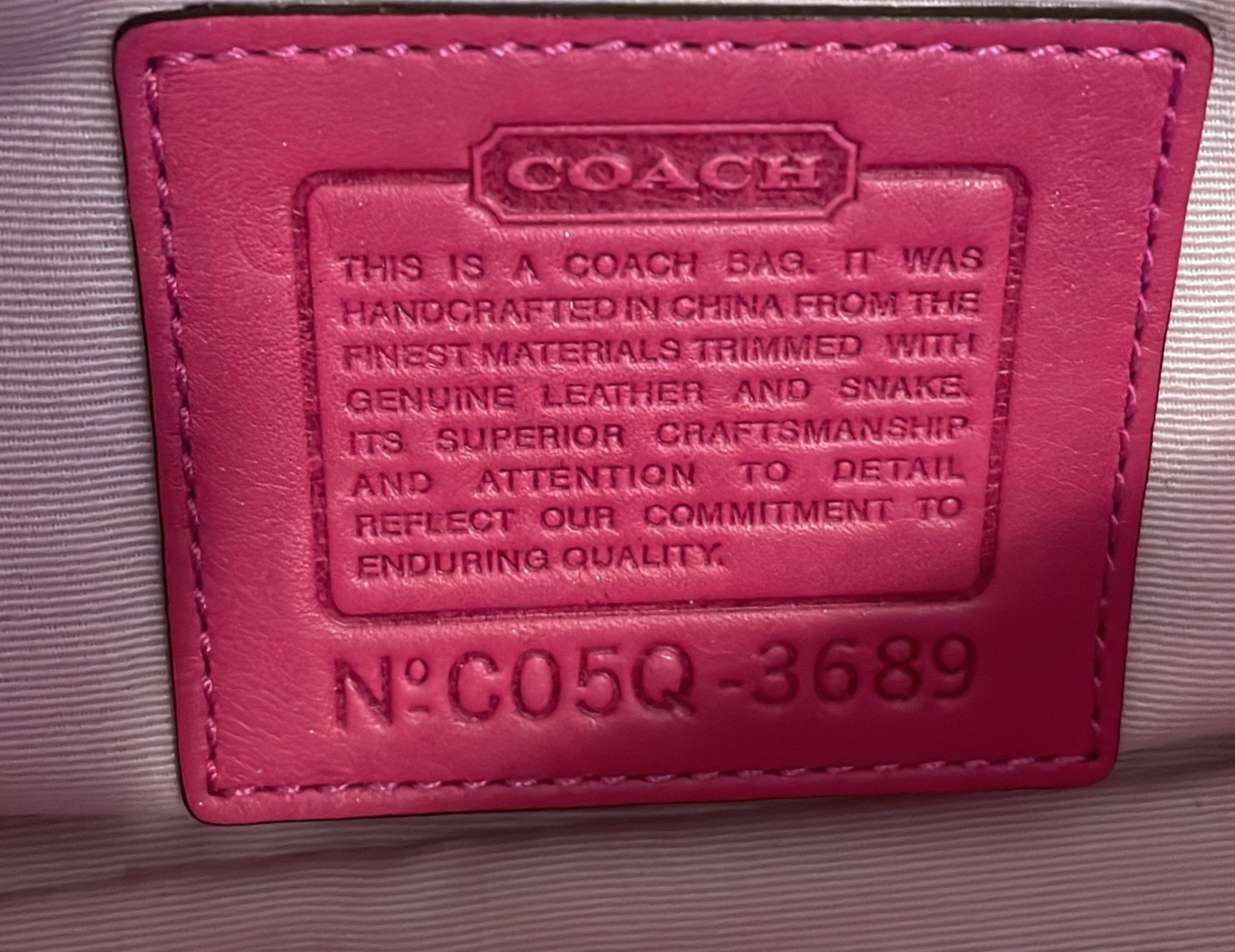 COACH
THIS IS A COACH BAG. IT WAS
HANDCRAFTED IN CHINA FROM THE
FINEST MATERIALS TRIMMED WITH
GENUINE LEATHER AND SNAKE.
ITS SUPERIOR CRAFTSMANSHIP
AND ATTENTION TO DETAIL
REFLECT OUR COMMITMENT TO
ENDURING QUALITY.
Nº C05Q-3689